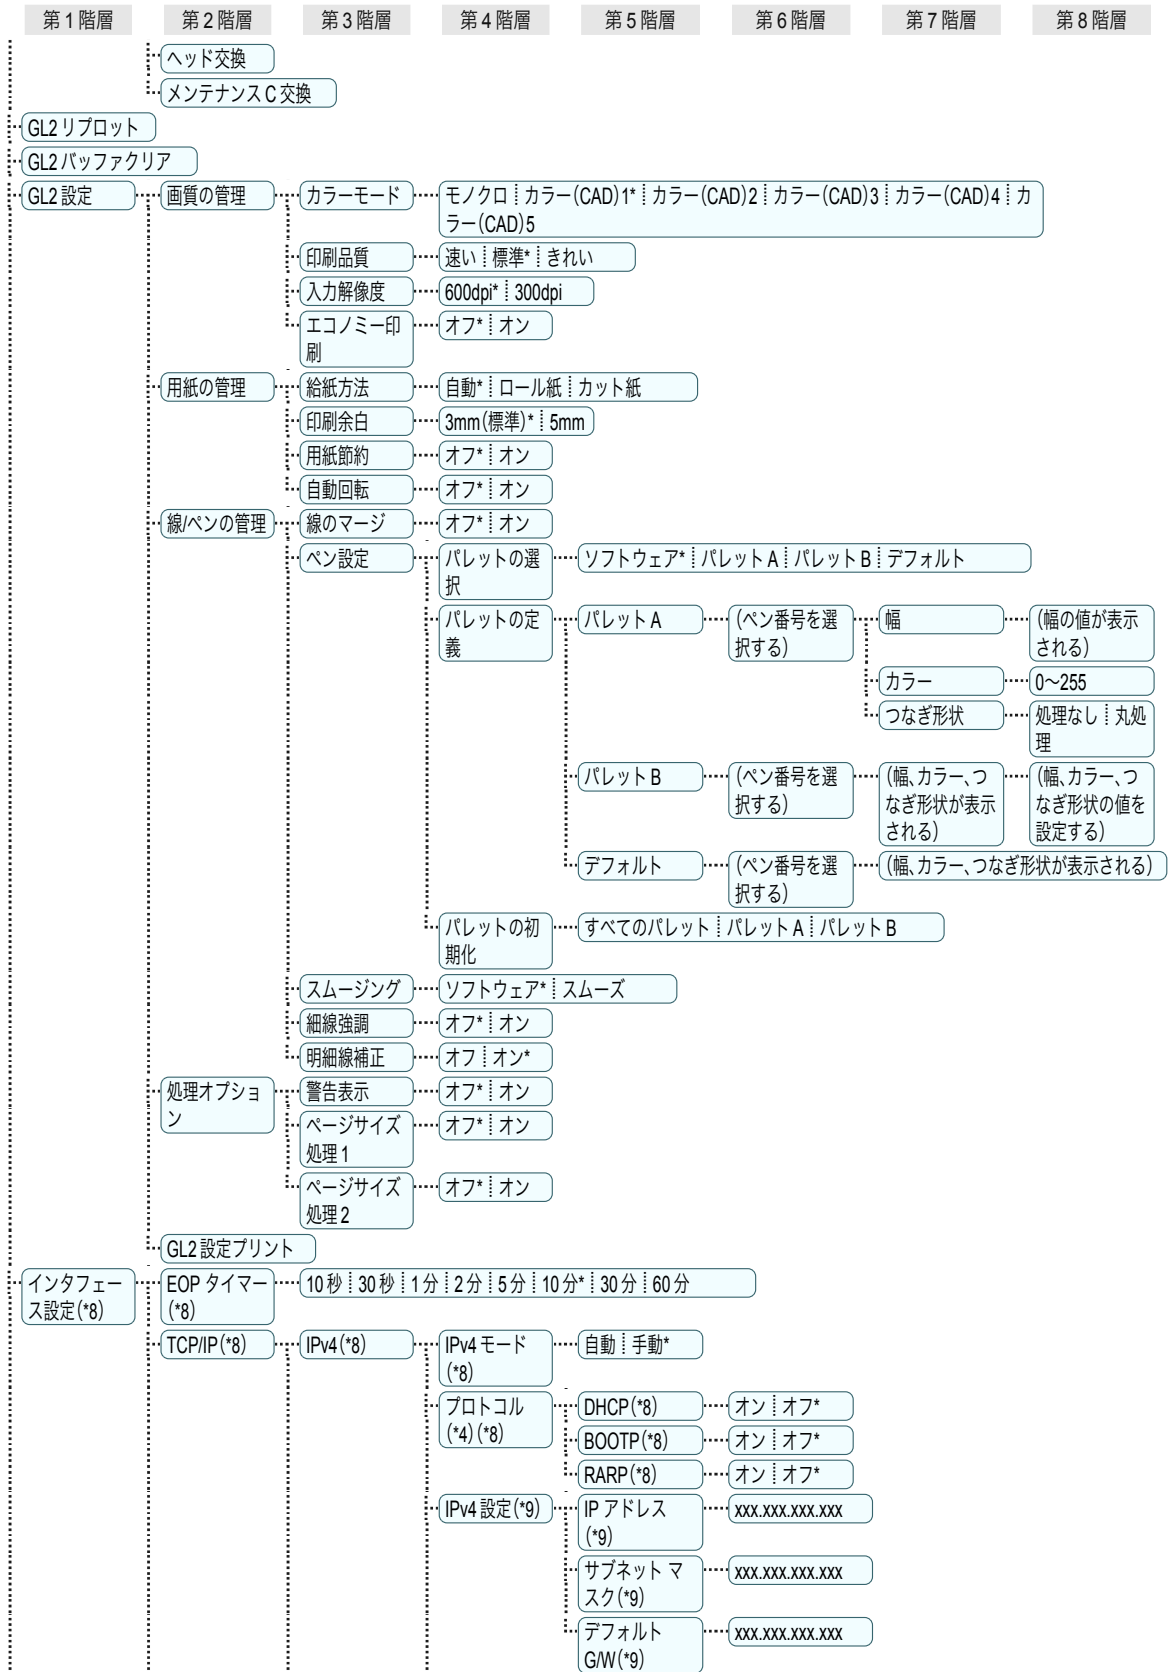 第1階層 第2階層 第3階層 第4階層 第5階層 第6階層 第7階層 第8階層
ヘッド交換
メンテナンスC交換
GL2リプロット
GL2バッファクリア
GL2設定 画質の管理 カラーモード モノクロ┊カラー(CAD)1*┊カラー(CAD)2┊カラー(CAD)3┊カラー(CAD)4┊カ
ラー(CAD)5
印刷品質 速い┊標準*┊きれい
入力解像度 600dpi*┊300dpi
エコノミー印 オフ*┊オン
刷
用紙の管理 給紙方法 自動*┊ロール紙┊カット紙
印刷余白 3mm(標準)*┊5mm
用紙節約 オフ*┊オン
自動回転 オフ*┊オン
線/ペンの管理 線のマージ オフ*┊オン
ペン設定 パレットの選 ソフトウェア*┊パレットA┊パレットB┊デフォルト
択
パレットの定 パレットA (ペン番号を選 幅 (幅の値が表示
義 択する) される)
カラー 0～255
つなぎ形状 処理なし┊丸処
理
パレットB (ペン番号を選 (幅、カラー、つ (幅、カラー、つ
択する) なぎ形状が表示 なぎ形状の値を
される) 設定する)
デフォルト (ペン番号を選 (幅、カラー、つなぎ形状が表示される)
択する)
パレットの初 すべてのパレット┊パレットA┊パレットB
期化
スムージング ソフトウェア*┊スムーズ
細線強調 オフ*┊オン
明細線補正 オフ┊オン*
処理オプショ 警告表示 オフ*┊オン
ン
ページサイズ オフ*┊オン
処理1
ページサイズ オフ*┊オン
処理2
GL2設定プリント
インタフェー EOPタイマー 10秒┊30秒┊1分┊2分┊5分┊10分*┊30分┊60分
ス設定(*8) (*8)
TCP/IP(*8) IPv4(*8) IPv4モード 自動┊手動*
(*8)
プロトコル DHCP(*8) オン┊オフ*
(*4)(*8) BOOTP(*8) オン┊オフ*
RARP(*8) オン┊オフ*
IPv4設定(*9) IPアドレス xxx.xxx.xxx.xxx
(*9)
サブネット マ xxx.xxx.xxx.xxx
スク(*9)
デフォルト xxx.xxx.xxx.xxx
G/W(*9)